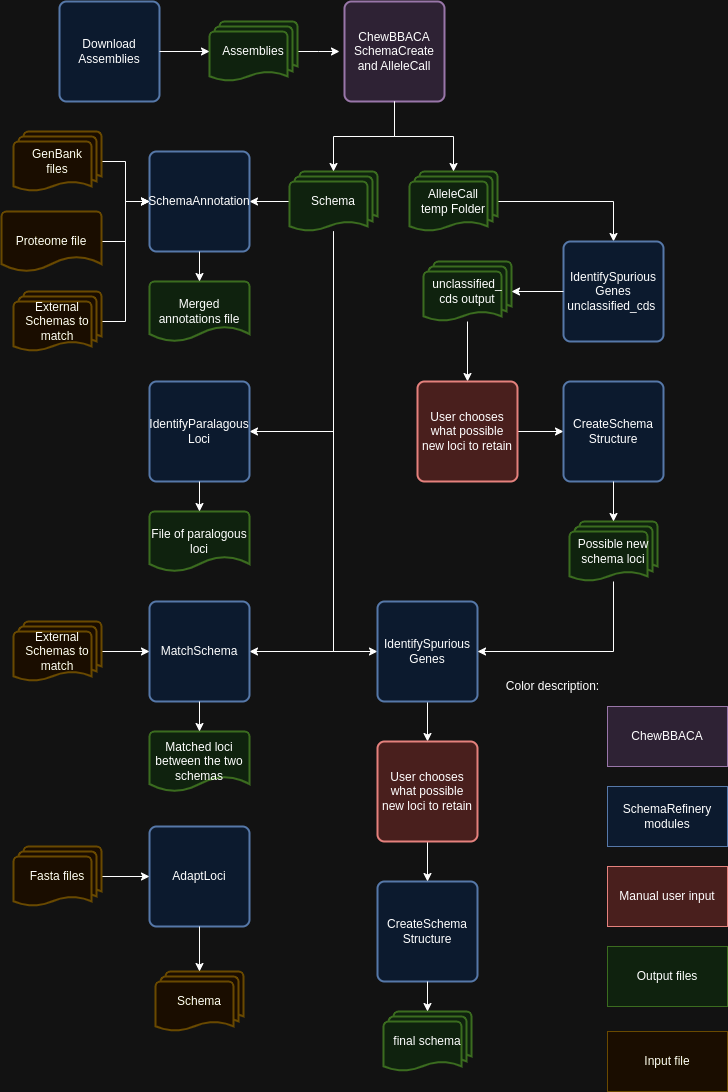 Download
Assemblies
Assemblies
ChewBBACA
SchemaCreate
and AlleleCall
GenBank
files
SchemaAnnotation
Schema
AlleleCall
temp Folder
Proteome file
IdentifySpurious
Genes
unclassified_cds
unclassified_
cds output
External
Schemas to
match
Merged
annotations file
IdentifyParalagous
Loci
User chooses
what possible
new loci to retain
CreateSchema
Structure
File of paralogous
loci
Possible new
schema loci
External
Schemas to
match
MatchSchema
IdentifySpurious
Genes
Color description:
ChewBBACA
Matched loci
between the two
schemas
User chooses
what possible
new loci to retain
SchemaRefinery
modules
Fasta files
AdaptLoci
Manual user input
CreateSchema
Structure
Output files
Schema
final schema
Input file